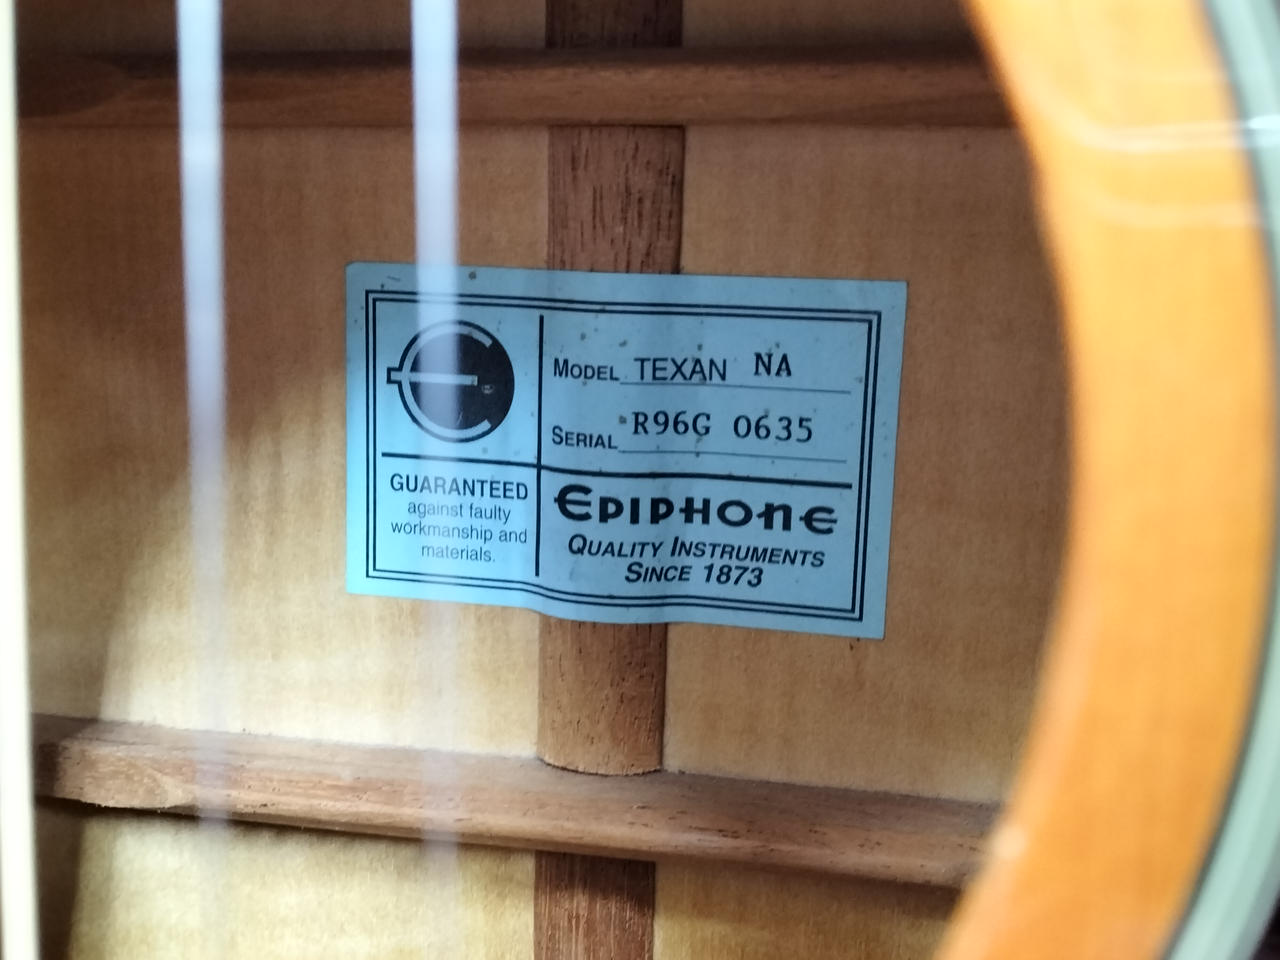 MODEL TEXAN NA
SERIAL R96G 0635
GUARANTEED
against faulty
workmanship and
materials.
EPIPHONE
QUALITY INSTRUMENTS
SINCE 1873